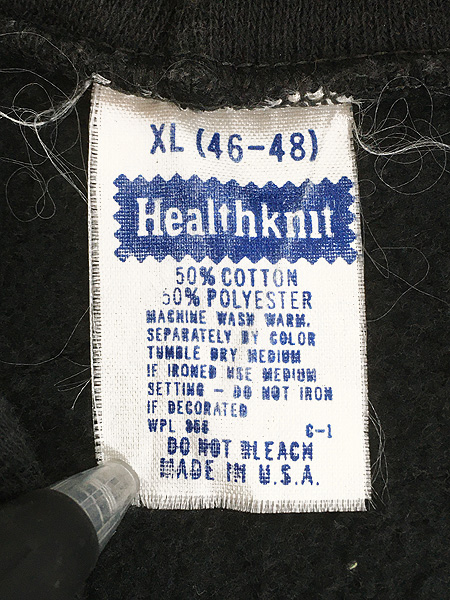 XL (46-48)
Healthknit
50% COTTON
50% POLYESTER
MACHINE WASH WARM.
SEPARATELY BY COLOR
TUMBLE DRY MEDIUM
IF IRONED USE MEDIUM
SETTING - DO NOT IRON
IF DECORATED
WPL C-1
DO NOT BLEACH
MADE IN U.S.A.